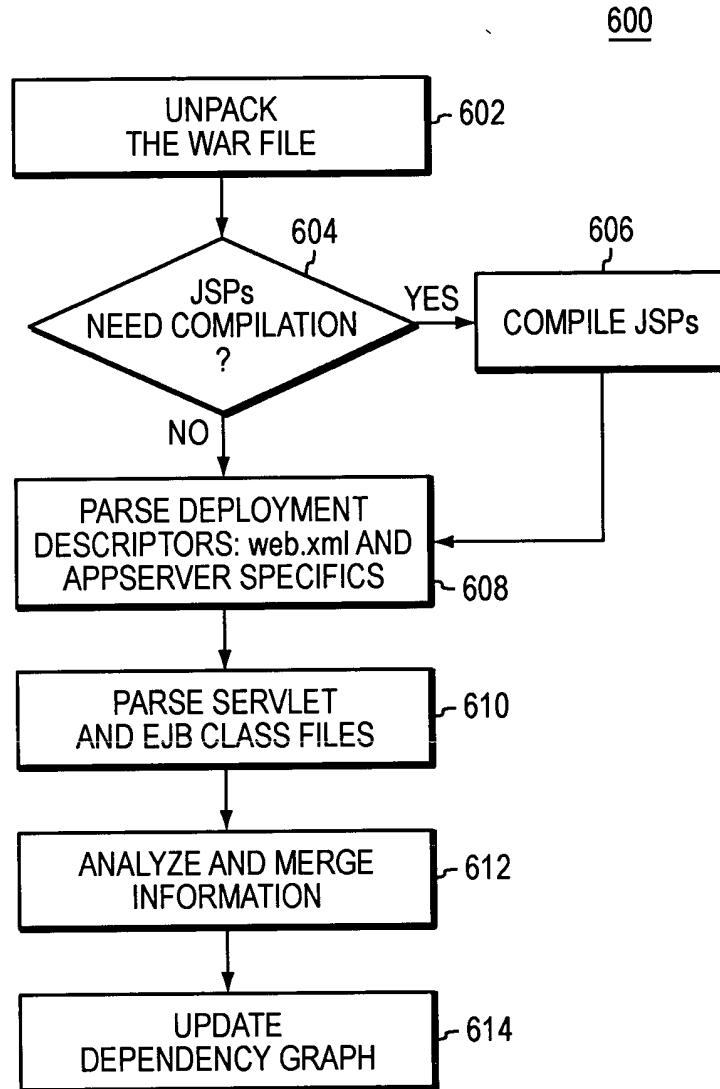 600
UNPACK
THE WAR FILE
602
604
JSPs
NEED COMPILATION
?
YES
606
COMPILE JSPs
NO
PARSE DEPLOYMENT
DESCRIPTORS: web.xml AND
APPSERVER SPECIFICS
608
PARSE SERVLET
AND EJB CLASS FILES
610
ANALYZE AND MERGE
INFORMATION
612
UPDATE
DEPENDENCY GRAPH
614